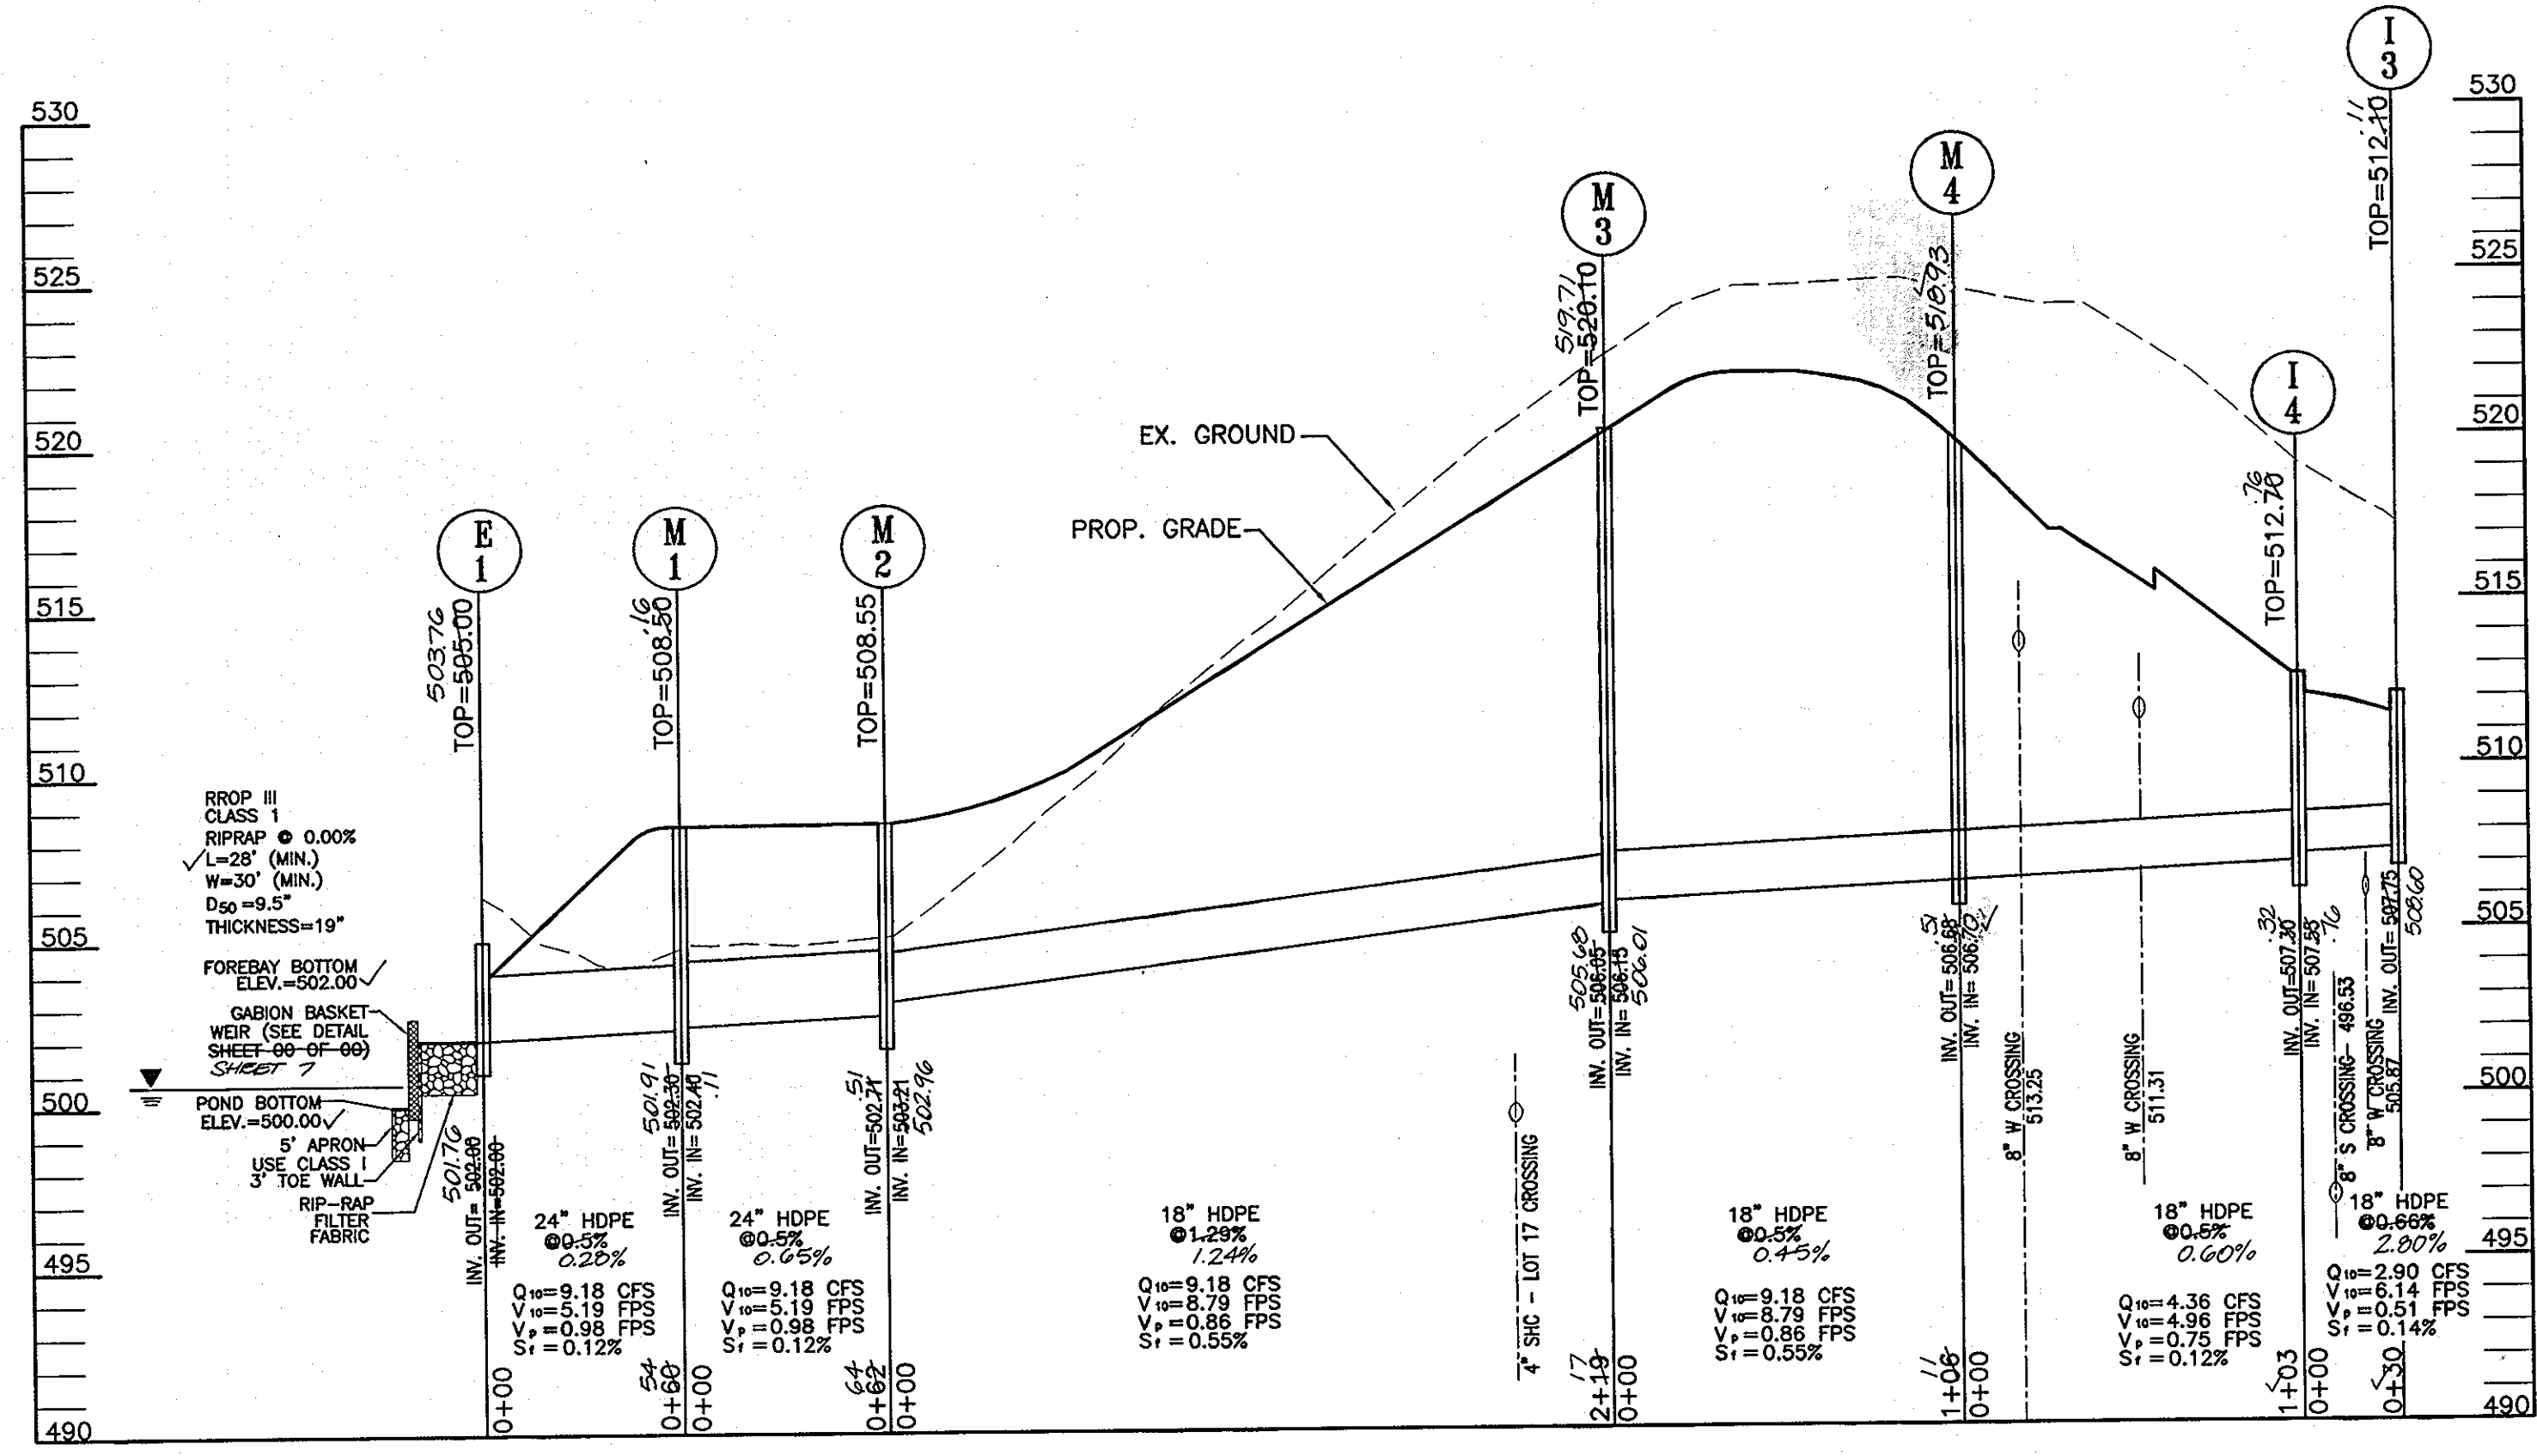 I
3
530
530
TOP=512.10
.11
M
4
M
3
525
525
TOP=520.10
519.71
TOP=518.93
I
4
520
520
EX. GROUND
PROP. GRADE
TOP=512.70
.76
E
1
M
1
M
2
515
515
TOP=505.00
503.76
TOP=508.50
.16
TOP=508.55
510
510
RROP III
CLASS 1
RIPRAP @ 0.00%
L=28' (MIN.)
W=30' (MIN.)
D50=9.5"
THICKNESS=19"
505
505
FOREBAY BOTTOM
ELEV.=502.00
GABION BASKET
WEIR (SEE DETAIL
SHEET 00 OF 00)
SHEET 7
500
500
POND BOTTOM
ELEV.=500.00
5' APRON
USE CLASS I
3' TOE WALL
RIP-RAP
FILTER
FABRIC
495
495
490
490
INV. OUT= 502.00
501.76
INV. IN=502.00
INV. OUT= 502.30
501.91
INV. IN= 502.40
.11
INV. OUT=502.71
.51
INV. IN=503.21
502.96
INV. OUT= 506.05
505.68
INV. IN= 506.15
506.01
INV. OUT= 506.68
.51
INV. IN= 506.70
INV. OUT=507.30
.32
INV. IN= 507.55
.76
INV. OUT= 507.75
508.60
4" SHC - LOT 17 CROSSING
8" W CROSSING
513.25
8" W CROSSING
511.31
8" S CROSSING- 496.53
8" W CROSSING
505.87
24" HDPE
@0.5%
0.28%
Q10=9.18 CFS
V10=5.19 FPS
Vp=0.98 FPS
Sf=0.12%
24" HDPE
@0.5%
0.65%
Q10=9.18 CFS
V10=5.19 FPS
Vp=0.98 FPS
Sf=0.12%
18" HDPE
@1.29%
1.24%
Q10=9.18 CFS
V10=8.79 FPS
Vp=0.86 FPS
Sf=0.55%
18" HDPE
@0.5%
0.45%
Q10=9.18 CFS
V10=8.79 FPS
Vp=0.86 FPS
Sf=0.55%
18" HDPE
@0.5%
0.60%
Q10=4.36 CFS
V10=4.96 FPS
Vp=0.75 FPS
Sf=0.12%
18" HDPE
@0.66%
2.80%
Q10=2.90 CFS
V10=6.14 FPS
Vp=0.51 FPS
Sf=0.14%
0+00
0+60
54
0+00
0+62
64
0+00
2+19
17
0+00
1+06
11
0+00
1+03
0+00
0+30